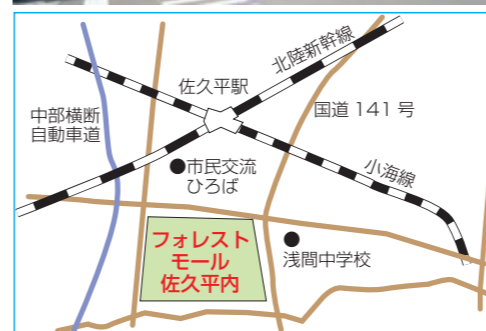 北陸新幹線
佐久平駅
国道 141 号
中部横断
自動車道
小海線
●市民交流
ひろば
フォレスト
モール
佐久平内
浅間中学校